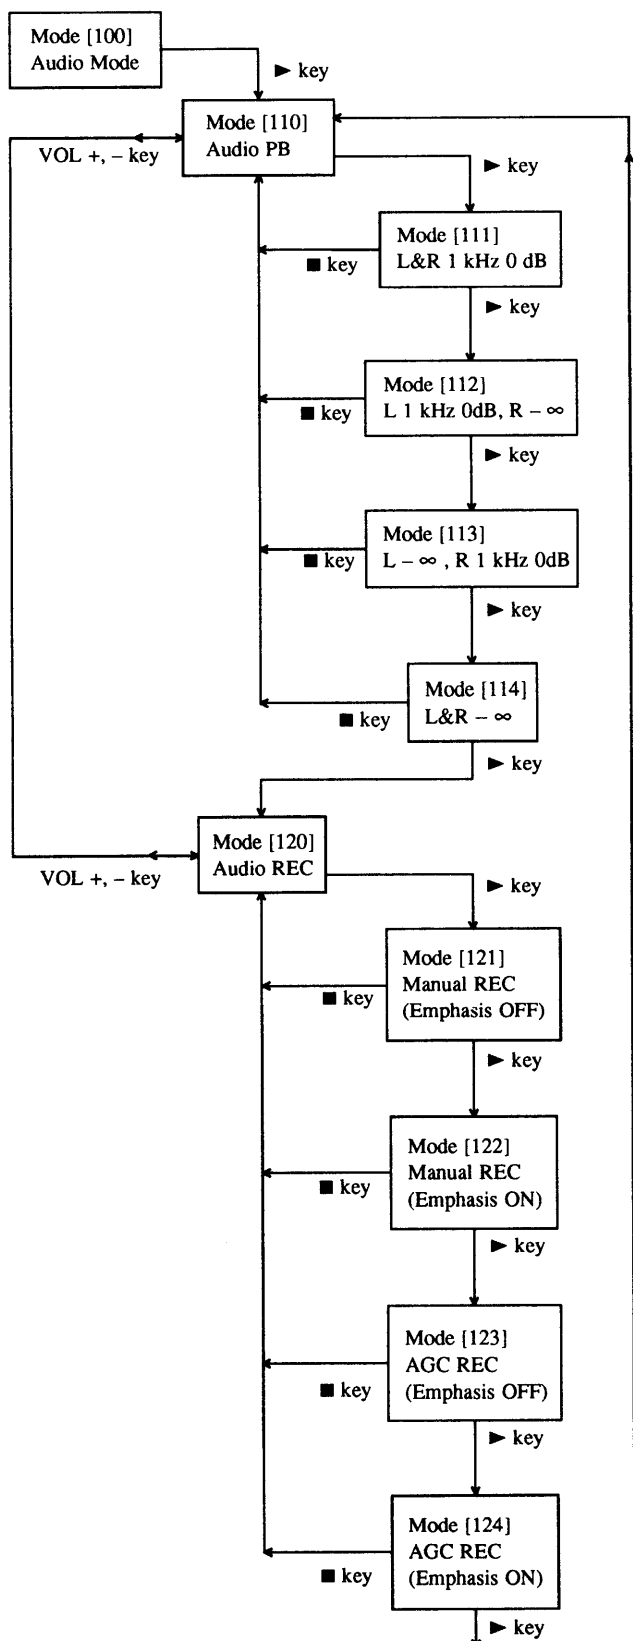 Mode [100]
Audio Mode
► key
Mode [110]
Audio PB
VOL +, – key
► key
Mode [111]
L&R 1 kHz 0 dB
■ key
► key
Mode [112]
L 1 kHz 0dB, R – ∞
■ key
► key
Mode [113]
L – ∞ , R 1 kHz 0dB
■ key
► key
Mode [114]
L&R – ∞
■ key
► key
Mode [120]
Audio REC
VOL +, – key
► key
Mode [121]
Manual REC
(Emphasis OFF)
■ key
► key
Mode [122]
Manual REC
(Emphasis ON)
■ key
► key
Mode [123]
AGC REC
(Emphasis OFF)
■ key
► key
Mode [124]
AGC REC
(Emphasis ON)
■ key
► key